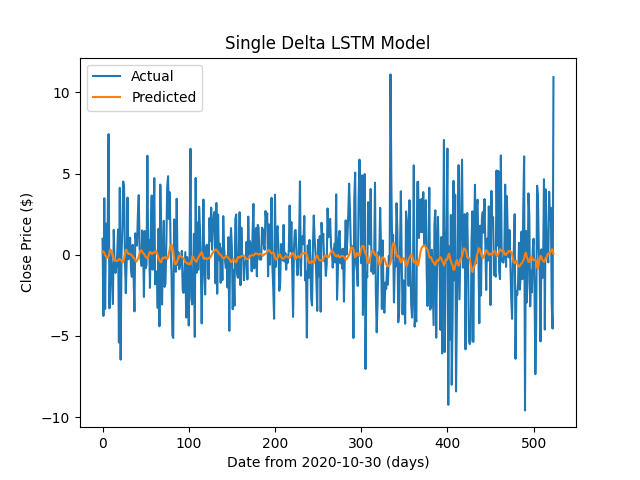 Single Delta LSTM Model
Actual
Predicted
Close Price ($)
10
5
0
−5
−10
0
100
200
300
400
500
Date from 2020-10-30 (days)